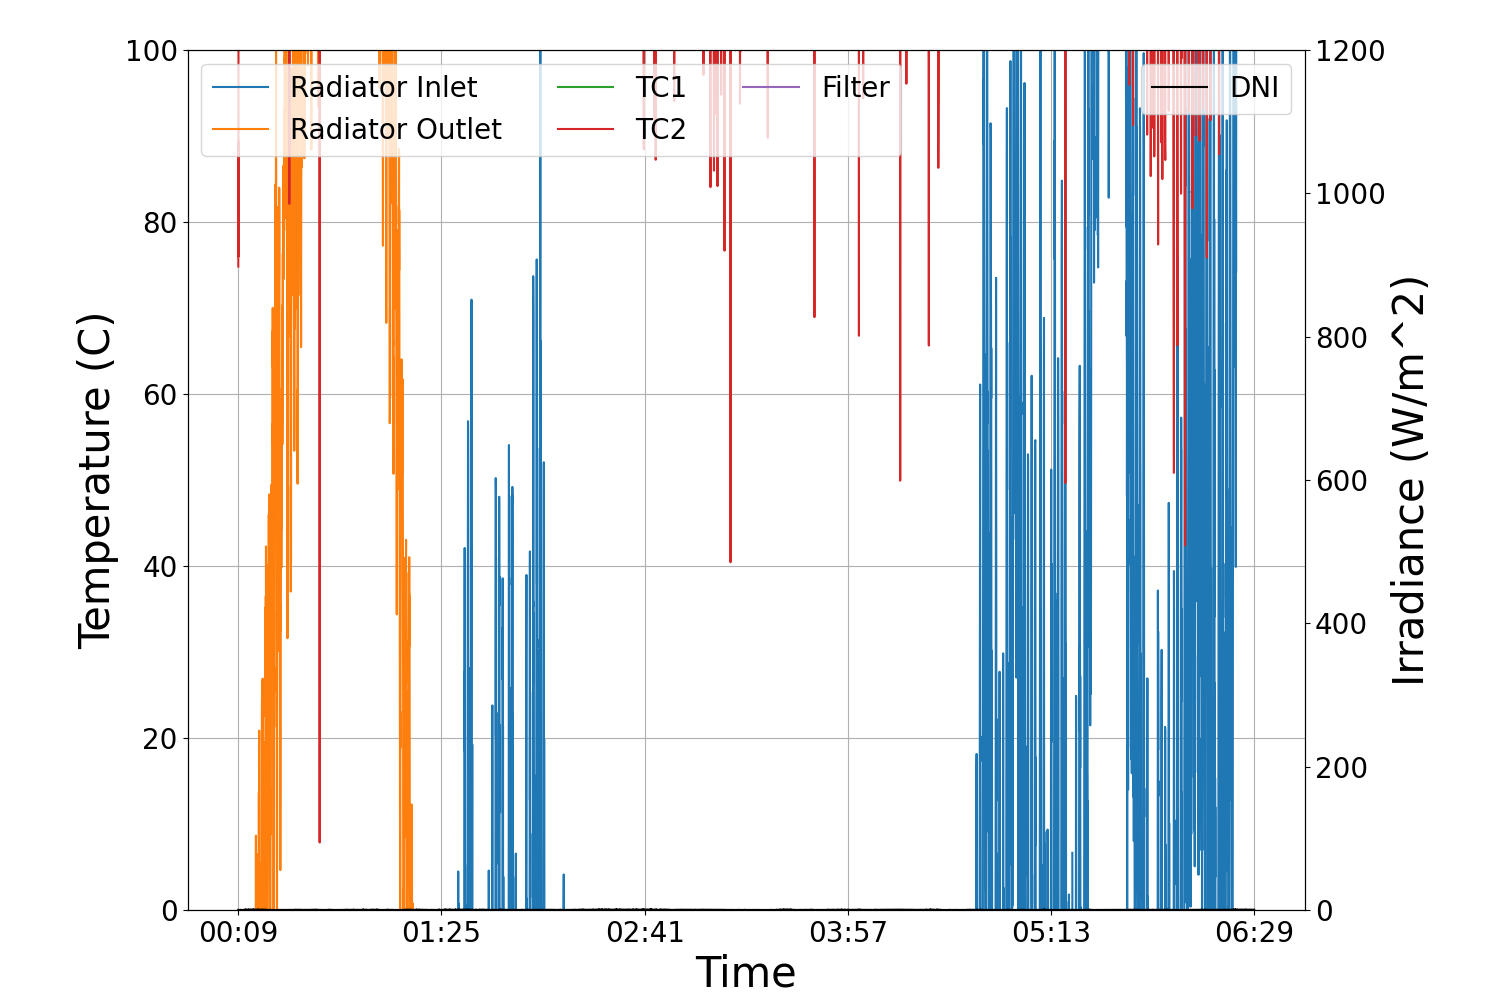 100
80
60
40
20
0
Temperature (C)
Radiator Inlet
Radiator Outlet
TC1
TC2
Filter
DNI
1200
1000
800
600
400
200
0
Irradiance (W/m^2)
00:09 01:25 02:41 03:57 05:13 06:29
Time